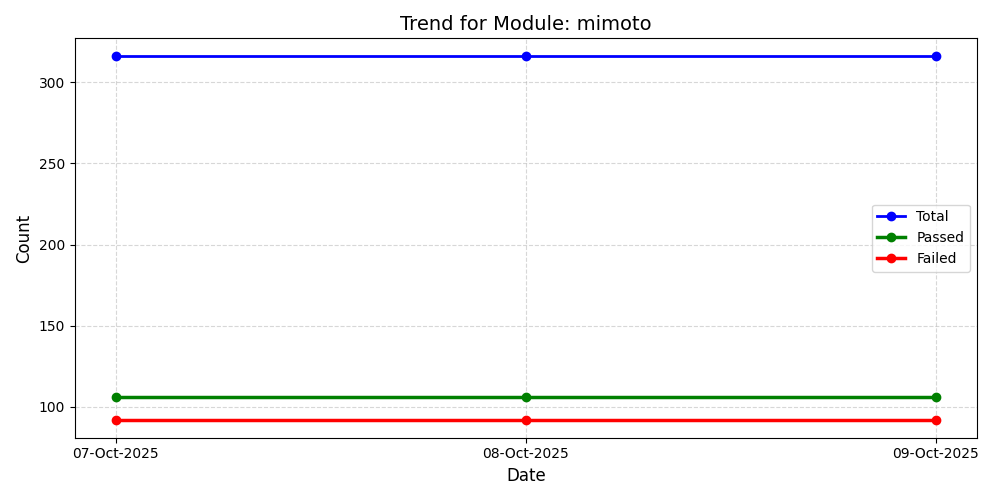 Trend for Module: mimoto
Count
300
250
200
150
100
Total
Passed
Failed
07-Oct-2025
08-Oct-2025
09-Oct-2025
Date